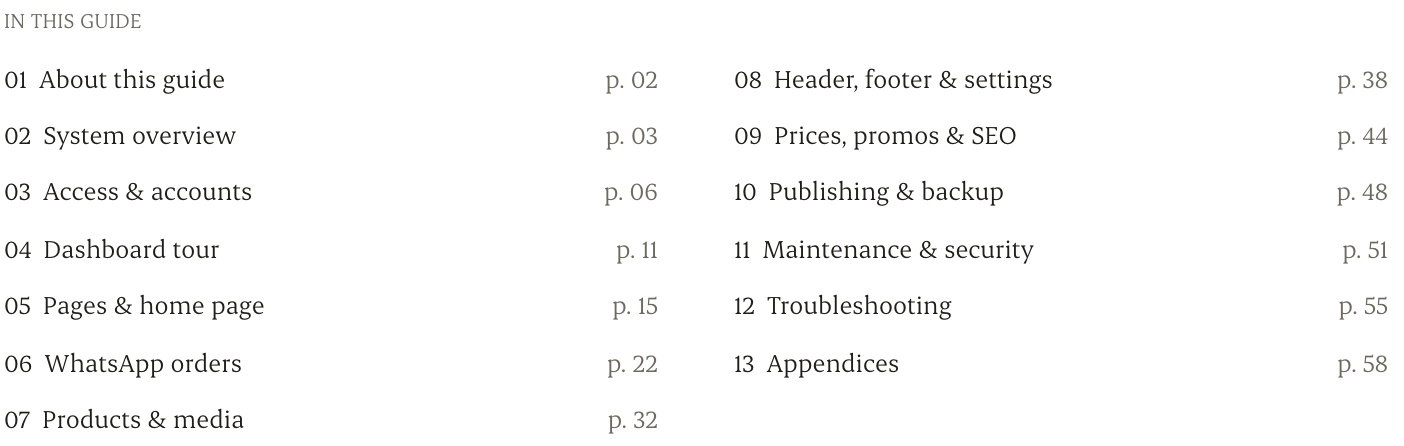 IN THIS GUIDE
01 About this guide p. 02
02 System overview p. 03
03 Access & accounts p. 06
04 Dashboard tour p. 11
05 Pages & home page p. 15
06 WhatsApp orders p. 22
07 Products & media p. 32
08 Header, footer & settings p. 38
09 Prices, promos & SEO p. 44
10 Publishing & backup p. 48
11 Maintenance & security p. 51
12 Troubleshooting p. 55
13 Appendices p. 58